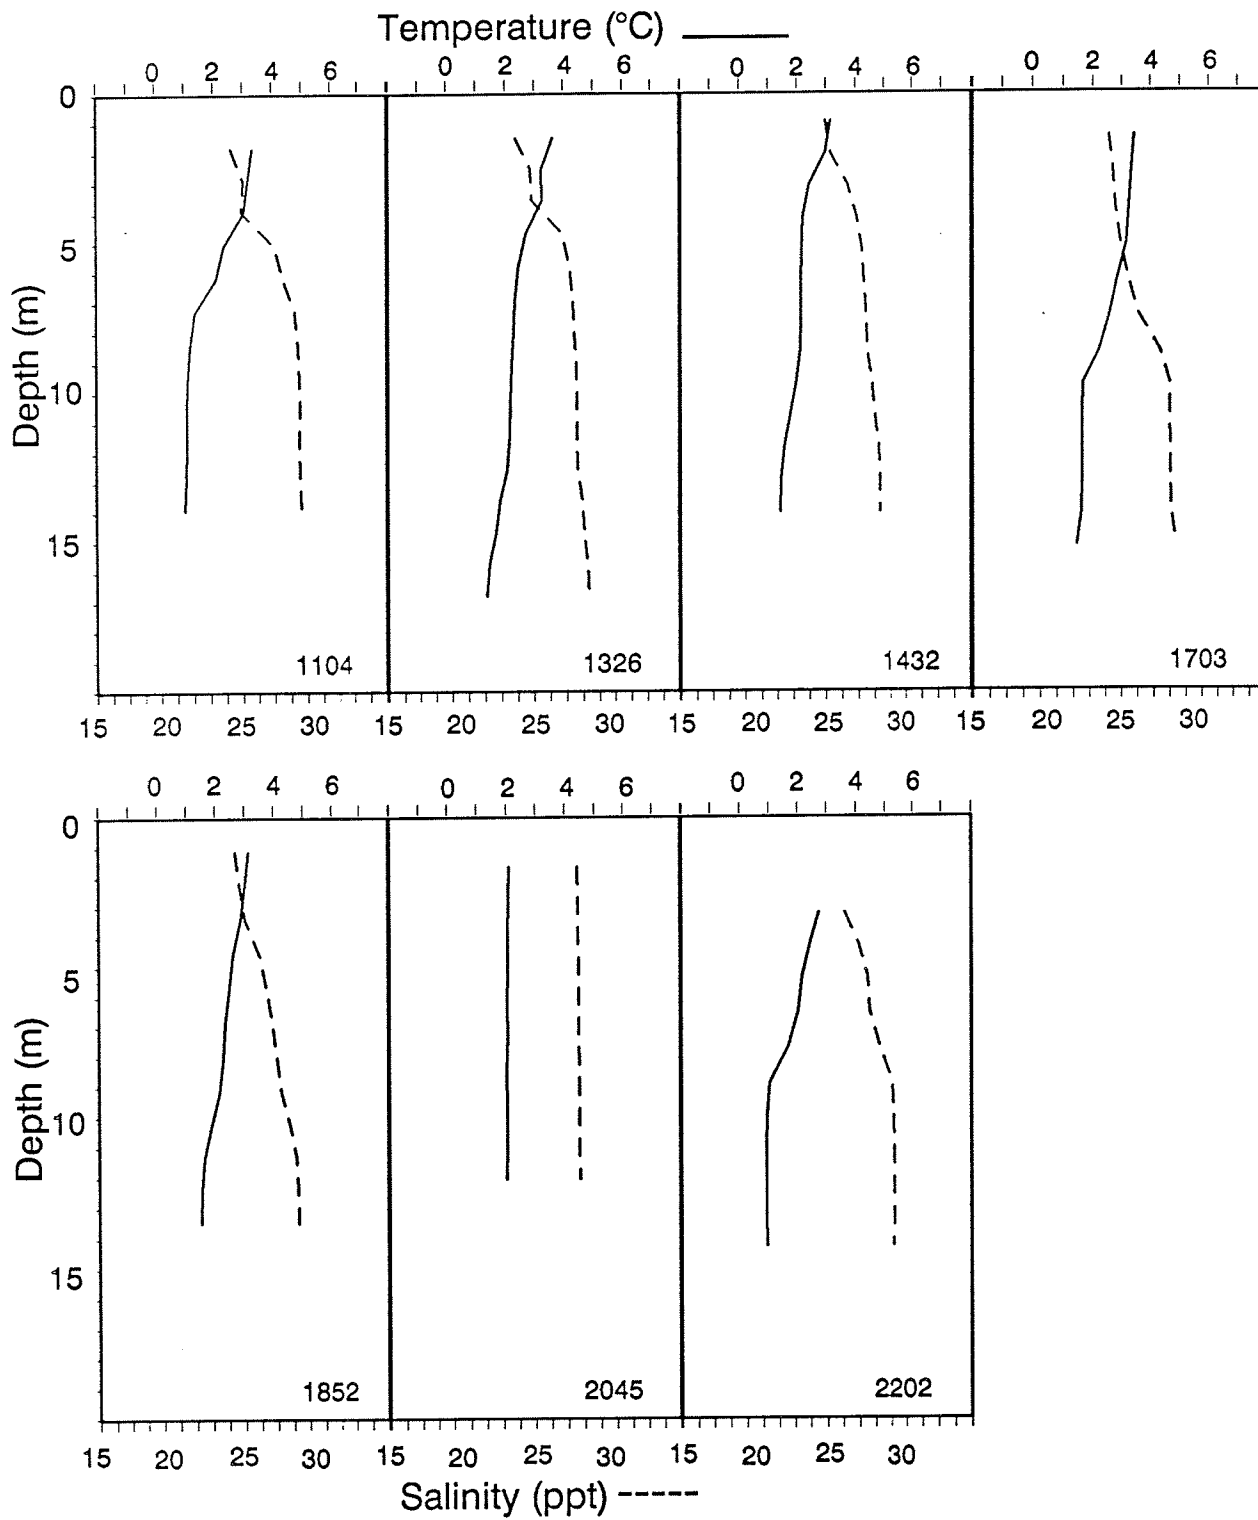 Temperature (°C)
0 2 4 6 0 2 4 6 0 2 4 6 0 2 4 6
0
5
Depth (m)
10
15
1104 1326 1432 1703
15 20 25 30 15 20 25 30 15 20 25 30 15 20 25 30
0 2 4 6 0 2 4 6 0 2 4 6
0
5
Depth (m)
10
15
1852 2045 2202
15 20 25 30 15 20 25 30 15 20 25 30
Salinity (ppt)